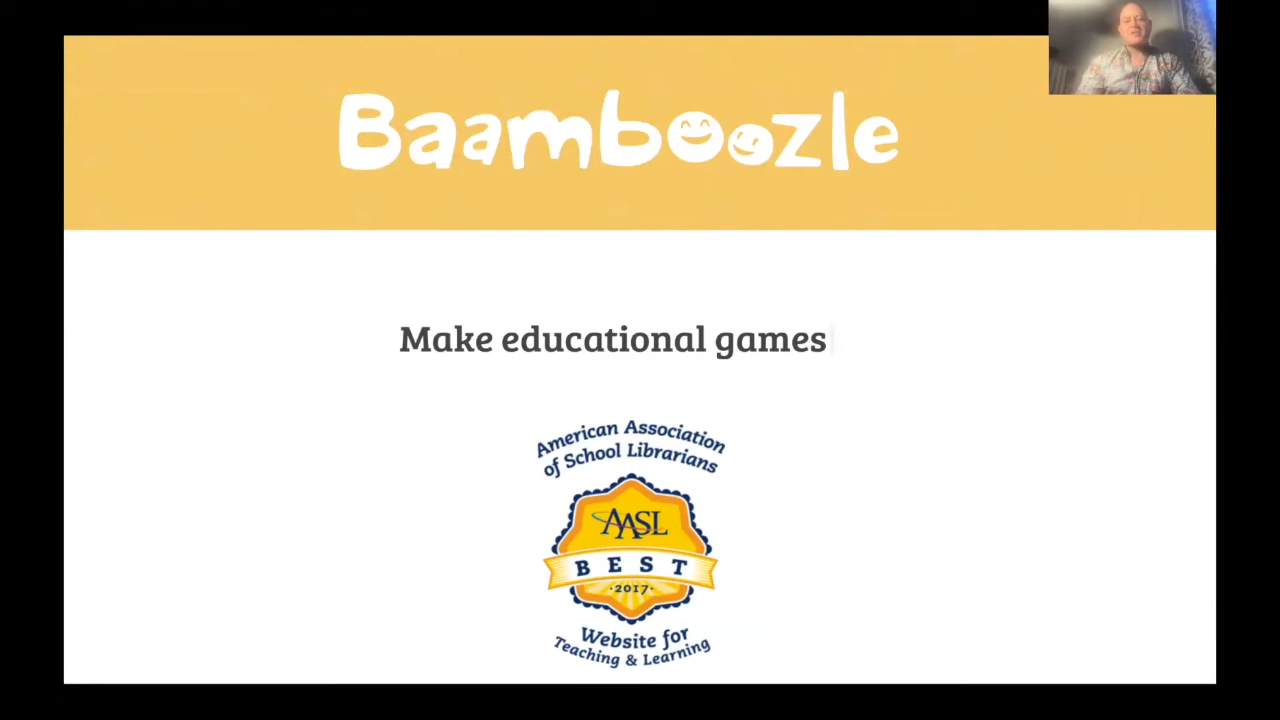 Baamboozle
Make educational games
American Association
of School Librarians
AASL
BEST
·2017·
Website for
Teaching & Learning